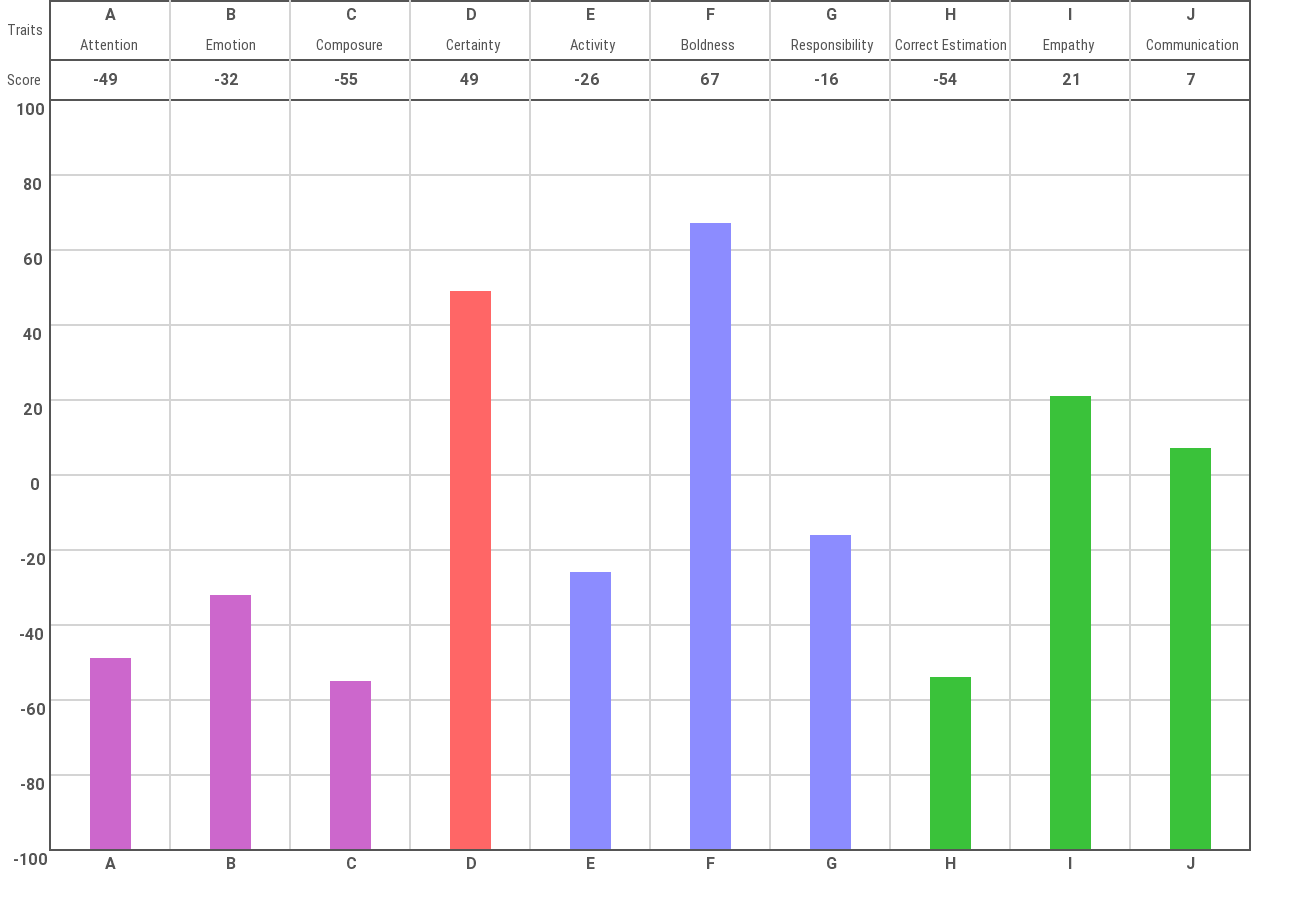 A B C D E F G H I J
Traits
Attention Emotion Composure Certainty Activity Boldness Responsibility Correct Estimation Empathy Communication
Score -49 -32 -55 49 -26 67 -16 -54 21 7
100
80
60
40
20
0
-20
-40
-60
-80
-100
A B C D E F G H I J